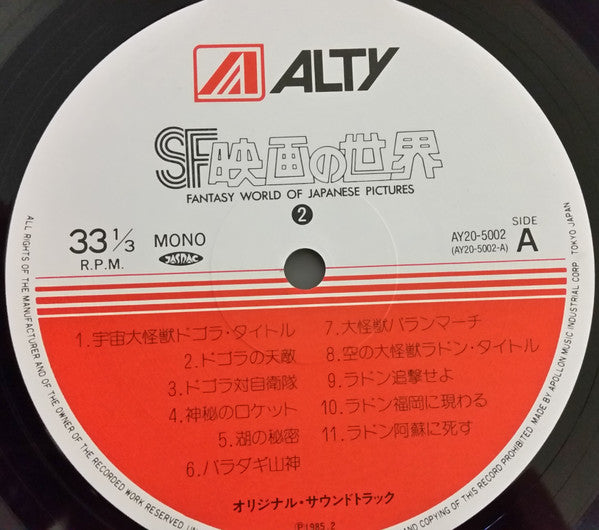 ALTY
SF映画の世界
FANTASY WORLD OF JAPANESE PICTURES
2
33 1/3
R.P.M.
MONO
JASRAC
AY20-5002
(AY20-5002-A)
SIDE
A
1.宇宙大怪獣ドゴラ・タイトル
2.ドゴラの天敵
3.ドゴラ対自衛隊
4.神秘のロケット
5.湖の秘密
6.バラダギ山神
7.大怪獣バランマーチ
8.空の大怪獣ラドン・タイトル
9.ラドン追撃せよ
10.ラドン福岡に現わる
11.ラドン阿蘇に死す
オリジナル・サウンドトラック
Ⓟ1985.2
ALL RIGHTS OF THE MANUFACTURER AND OF THE OWNER OF THE RECORDED WORK RESERVED. UN
AND COPYING OF THIS RECORD PROHIBITED. MADE BY APOLLON MUSIC INDUSTRIAL CORP. TOKYO JAPAN